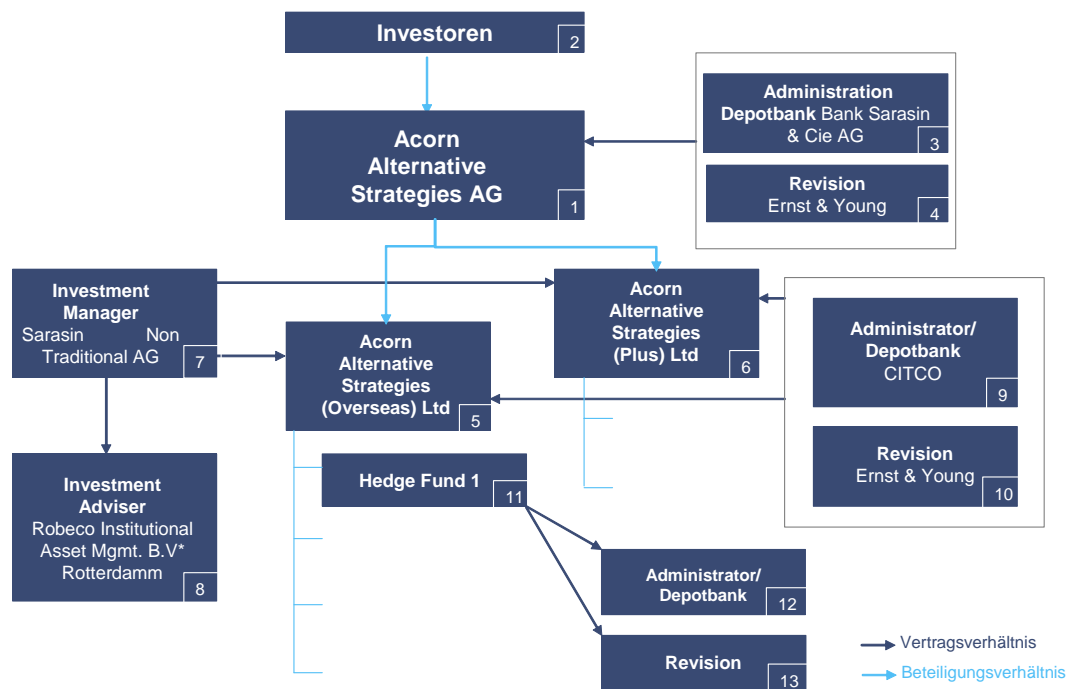 Investoren
2
Administration
Depotbank Bank Sarasin
& Cie AG
3
Acorn
Alternative
Strategies AG
1
Revision
Ernst & Young
4
Investment
Manager
Sarasin Non
Traditional AG
7
Acorn
Alternative
Strategies
(Plus) Ltd
6
Acorn
Alternative
Strategies
(Overseas) Ltd
5
Administrator/
Depotbank
CITCO
9
Revision
Ernst & Young
10
Investment
Adviser
Robeco Institutional
Asset Mgmt. B.V*
Rotterdamm
8
Hedge Fund 1
11
Administrator/
Depotbank
12
Revision
13
Vertragsverhältnis
Beteiligungsverhältnis